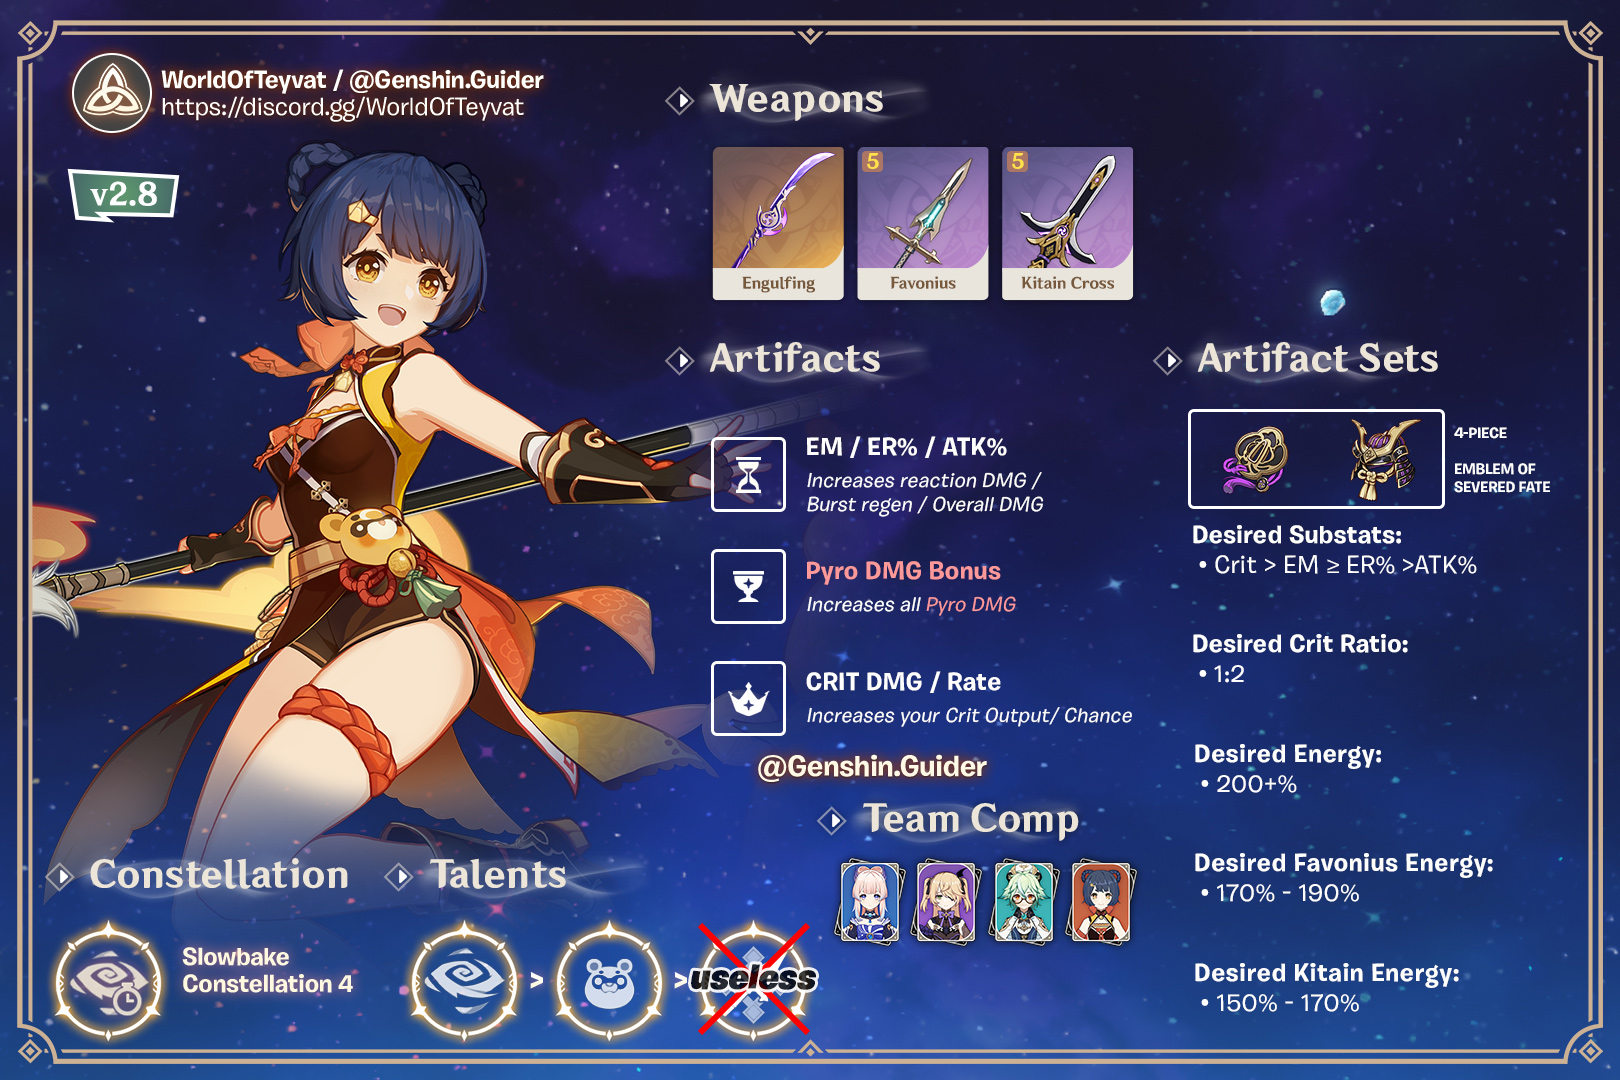 WorldOfTeyvat / @Genshin.Guider
https://discord.gg/WorldOfTeyvat
v2.8
Weapons
5
5
Engulfing
Favonius
Kitain Cross
Artifacts
EM / ER% / ATK%
Increases reaction DMG /
Burst regen / Overall DMG
Pyro DMG Bonus
Increases all Pyro DMG
CRIT DMG / Rate
Increases your Crit Output/ Chance
@Genshin.Guider
Artifact Sets
4-PIECE
EMBLEM OF
SEVERED FATE
Desired Substats:
• Crit > EM ≥ ER% >ATK%
Desired Crit Ratio:
• 1:2
Desired Energy:
• 200+%
Desired Favonius Energy:
• 170% - 190%
Desired Kitain Energy:
• 150% - 170%
Team Comp
Constellation
Slowbake
Constellation 4
Talents
> > useless